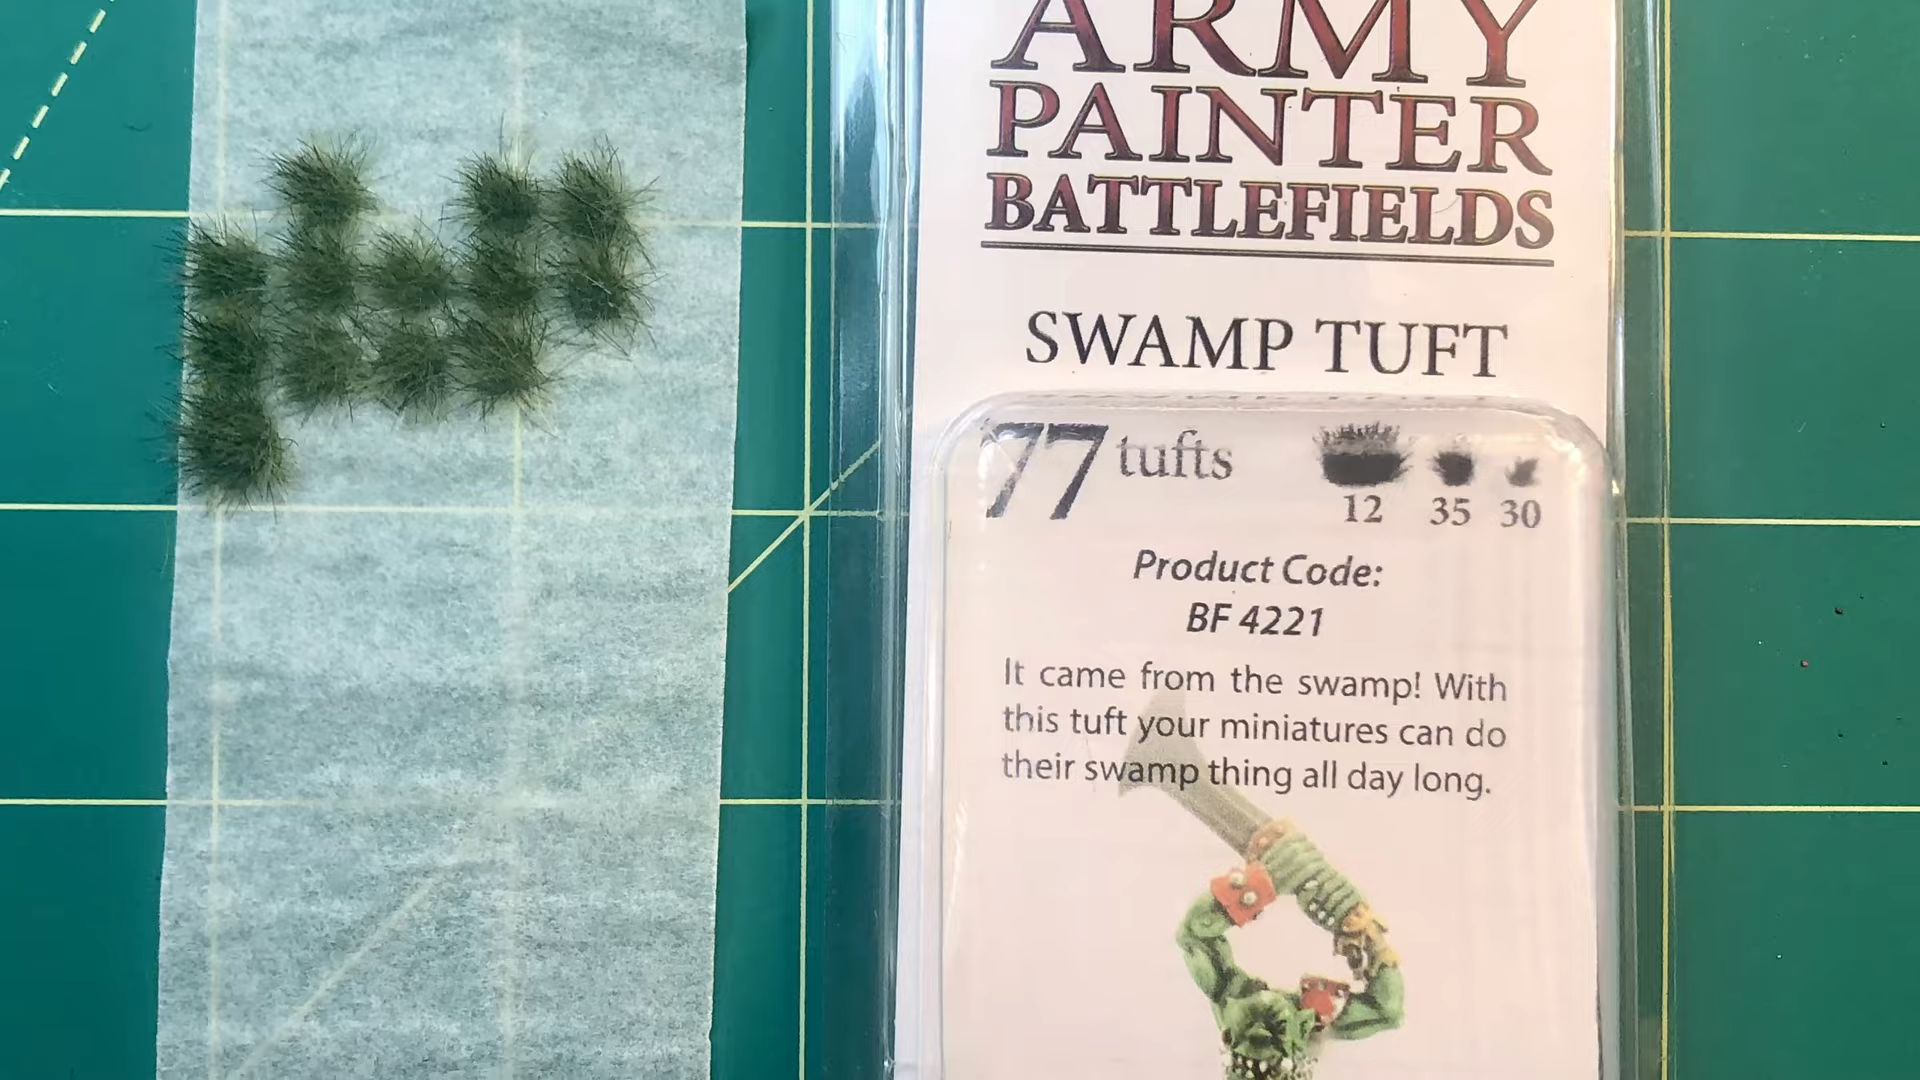 ARMY
PAINTER
BATTLEFIELDS
SWAMP TUFT
77 tufts
12 35 30
Product Code:
BF 4221
It came from the swamp! With
this tuft your miniatures can do
their swamp thing all day long.